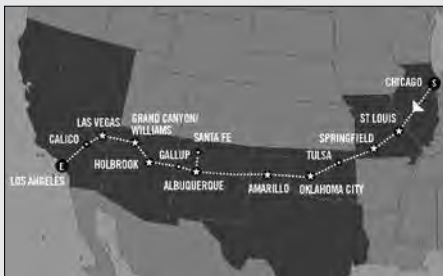 CHICAGO
S
ST LOUIS
SPRINGFIELD
TULSA
OKLAHOMA CITY
AMARILLO
SANTA FE
ALBUQUERQUE
GALLUP
HOLBROOK
GRAND CANYON/
WILLIAMS
LAS VEGAS
CALICO
E
LOS ANGELES